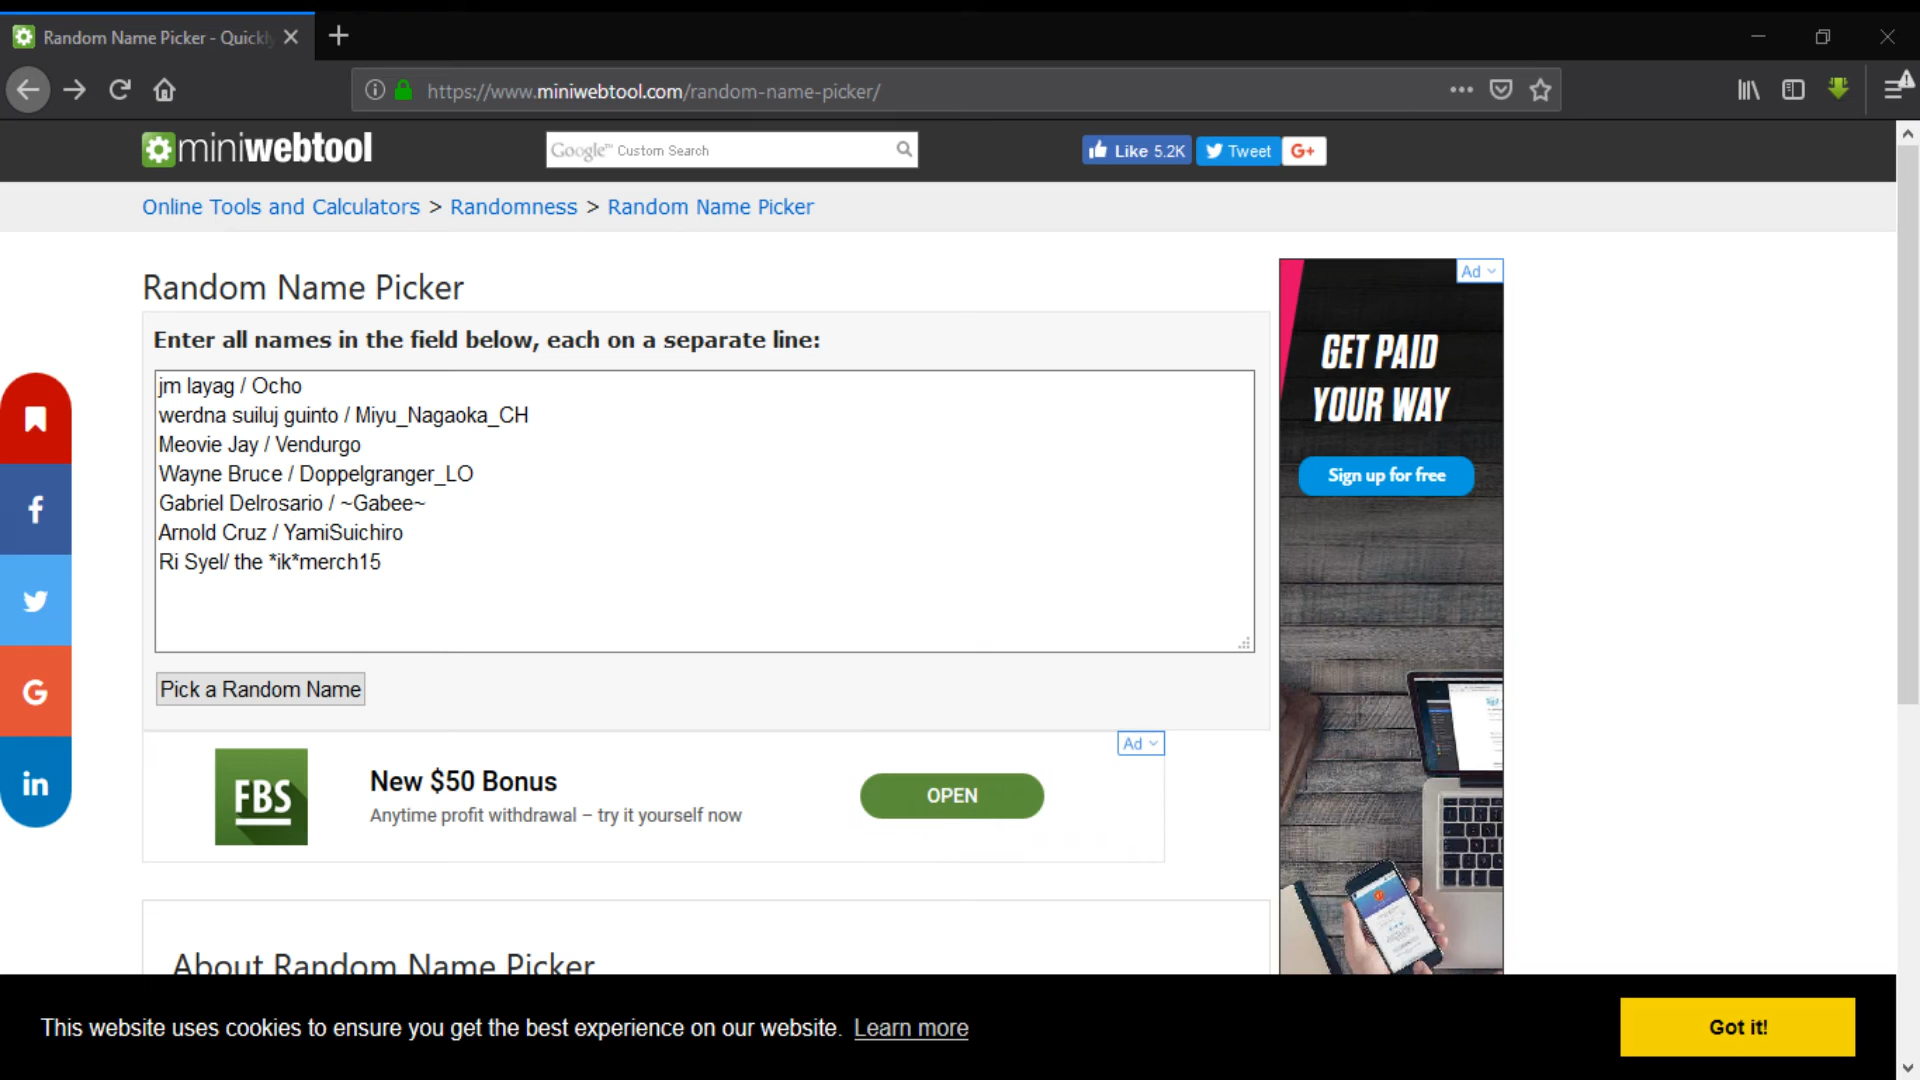 Random Name Picker - Quickly
https://www.miniwebtool.com/random-name-picker/
miniwebtool
Google™ Custom Search
Like 5.2K
Tweet
G+
Online Tools and Calculators > Randomness > Random Name Picker
Random Name Picker
Enter all names in the field below, each on a separate line:
jm layag / Ocho
werdna suiluj guinto / Miyu_Nagaoka_CH
Meovie Jay / Vendurgo
Wayne Bruce / Doppelgranger_LO
Gabriel Delrosario / ~Gabee~
Arnold Cruz / YamiSuichiro
Ri Syel/ the *ik*merch15
Pick a Random Name
Ad
GET PAID
YOUR WAY
Sign up for free
f
G
in
Ad
FBS
New $50 Bonus
Anytime profit withdrawal – try it yourself now
OPEN
About Random Name Picker
This website uses cookies to ensure you get the best experience on our website. Learn more
Got it!